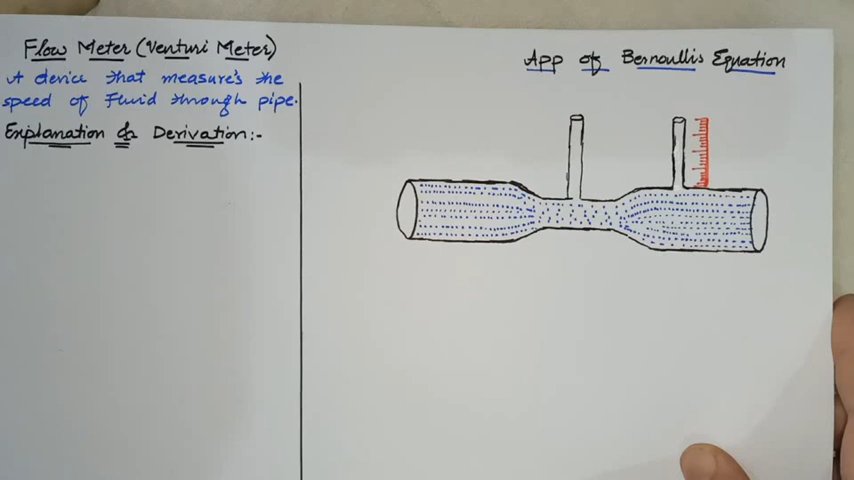 Flow Meter (Venturi Meter)
A device that measure's the
speed of Fluid through pipe.
Explanation & Derivation:-
App of Bernoullis Equation